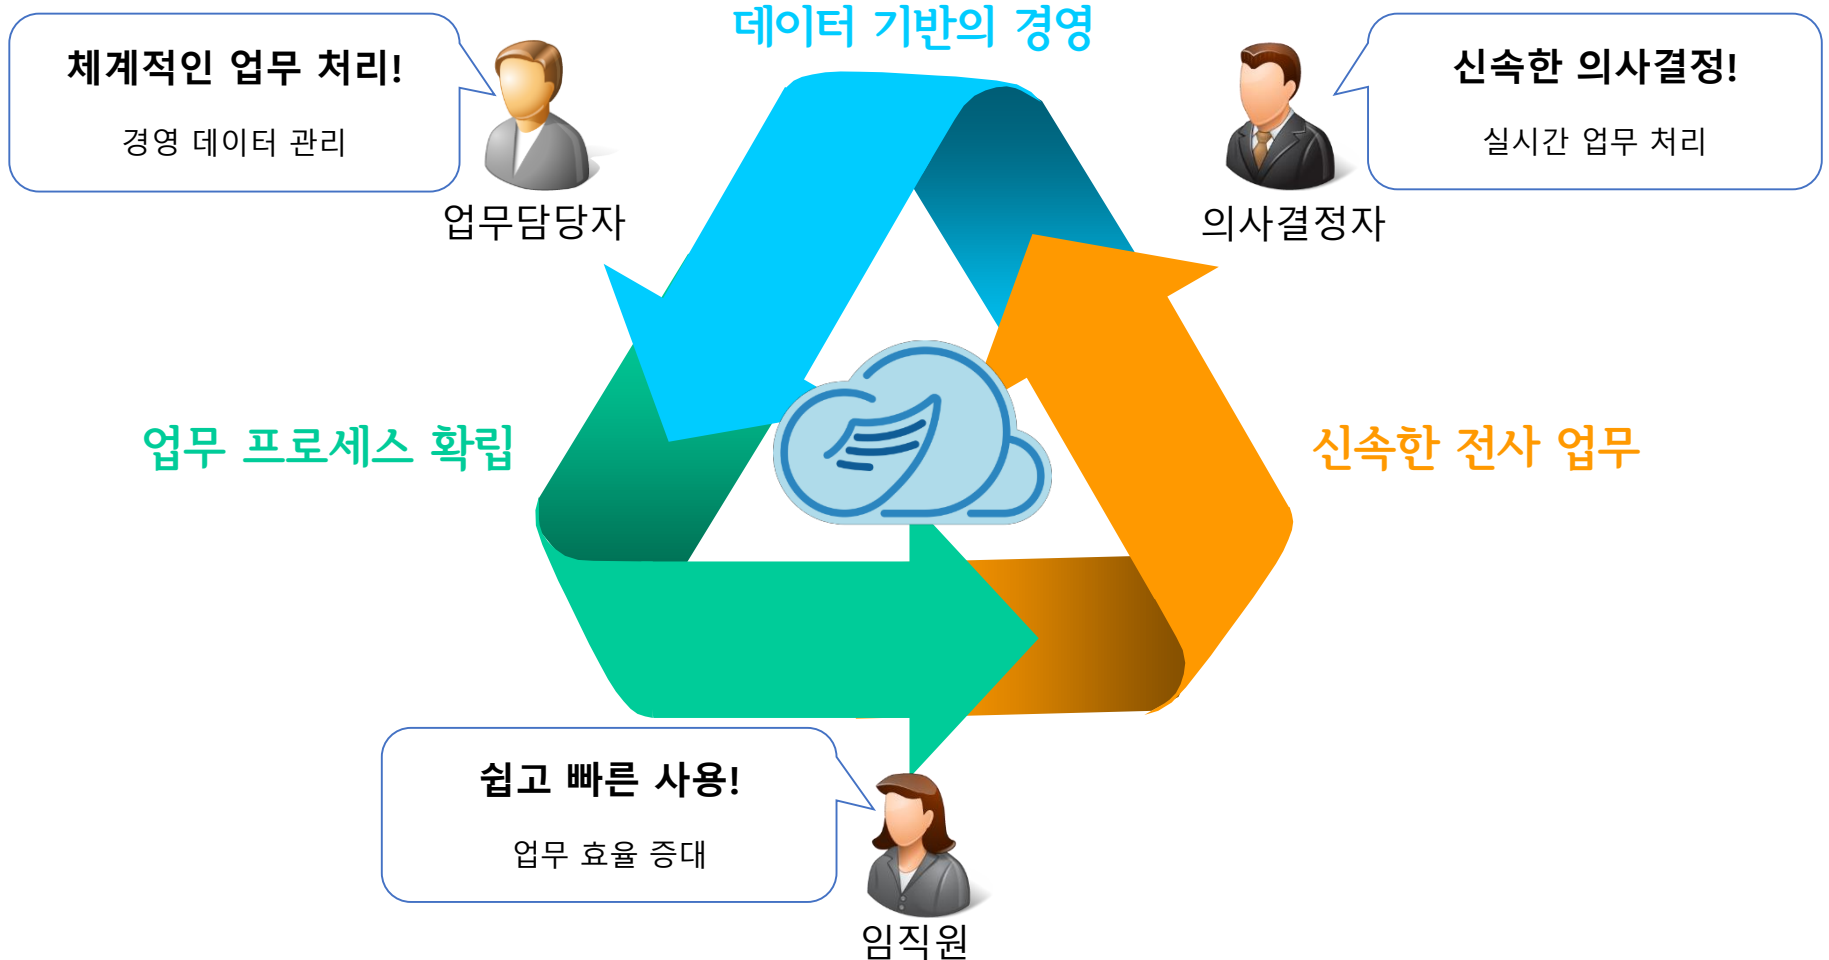 데이터 기반의 경영
체계적인 업무 처리!
경영 데이터 관리
업무담당자
신속한 의사결정!
실시간 업무 처리
의사결정자
업무 프로세스 확립
신속한 전사 업무
쉽고 빠른 사용!
업무 효율 증대
임직원